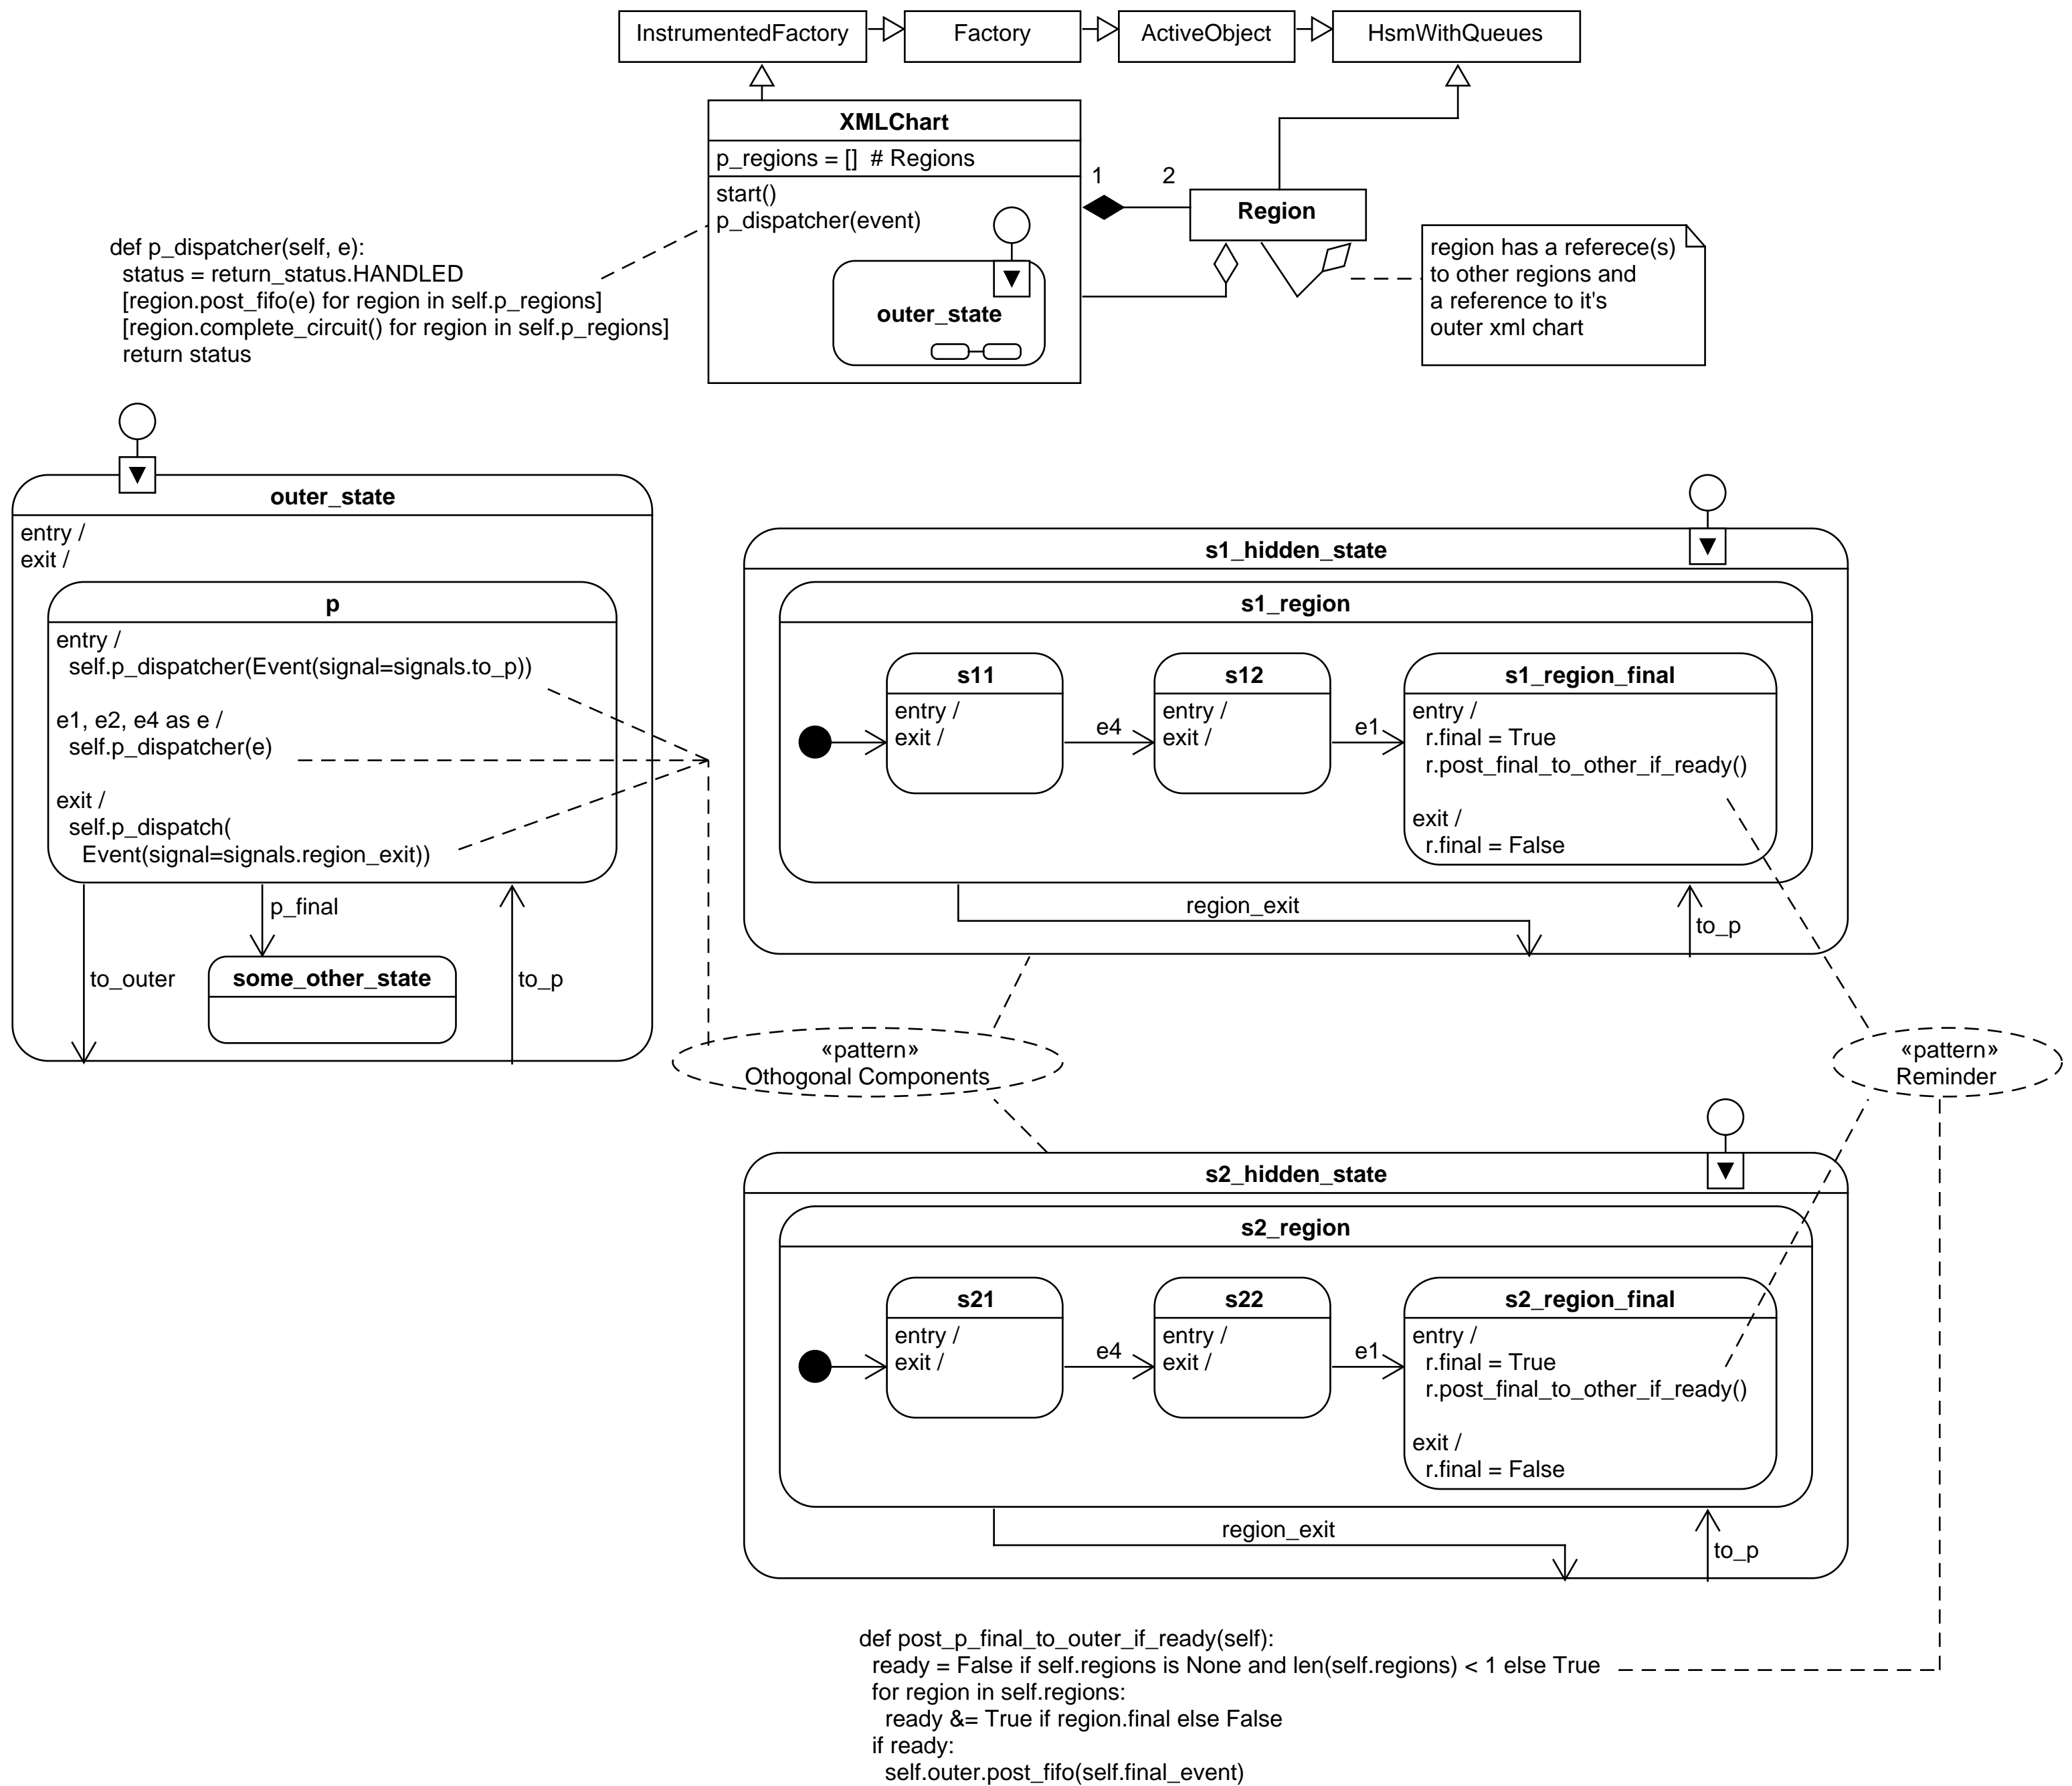 InstrumentedFactory
Factory
ActiveObject
HsmWithQueues
XMLChart
p_regions = []  # Regions
start()
p_dispatcher(event)
outer_state
1
2
Region
region has a referece(s)
to other regions and
a reference to it's
outer xml chart
def p_dispatcher(self, e):
  status = return_status.HANDLED
  [region.post_fifo(e) for region in self.p_regions]
  [region.complete_circuit() for region in self.p_regions]
  return status
outer_state
entry /
exit /
p
entry /
  self.p_dispatcher(Event(signal=signals.to_p))
e1, e2, e4 as e /
  self.p_dispatcher(e)
exit /
  self.p_dispatch(
    Event(signal=signals.region_exit))
p_final
to_outer
some_other_state
to_p
s1_hidden_state
s1_region
s11
entry /
exit /
e4
s12
entry /
exit /
e1
s1_region_final
entry /
  r.final = True
  r.post_final_to_other_if_ready()
exit /
  r.final = False
region_exit
to_p
«pattern»
Othogonal Components
«pattern»
Reminder
s2_hidden_state
s2_region
s21
entry /
exit /
e4
s22
entry /
exit /
e1
s2_region_final
entry /
  r.final = True
  r.post_final_to_other_if_ready()
exit /
  r.final = False
region_exit
to_p
def post_p_final_to_outer_if_ready(self):
  ready = False if self.regions is None and len(self.regions) < 1 else True
  for region in self.regions:
    ready &= True if region.final else False
  if ready:
    self.outer.post_fifo(self.final_event)